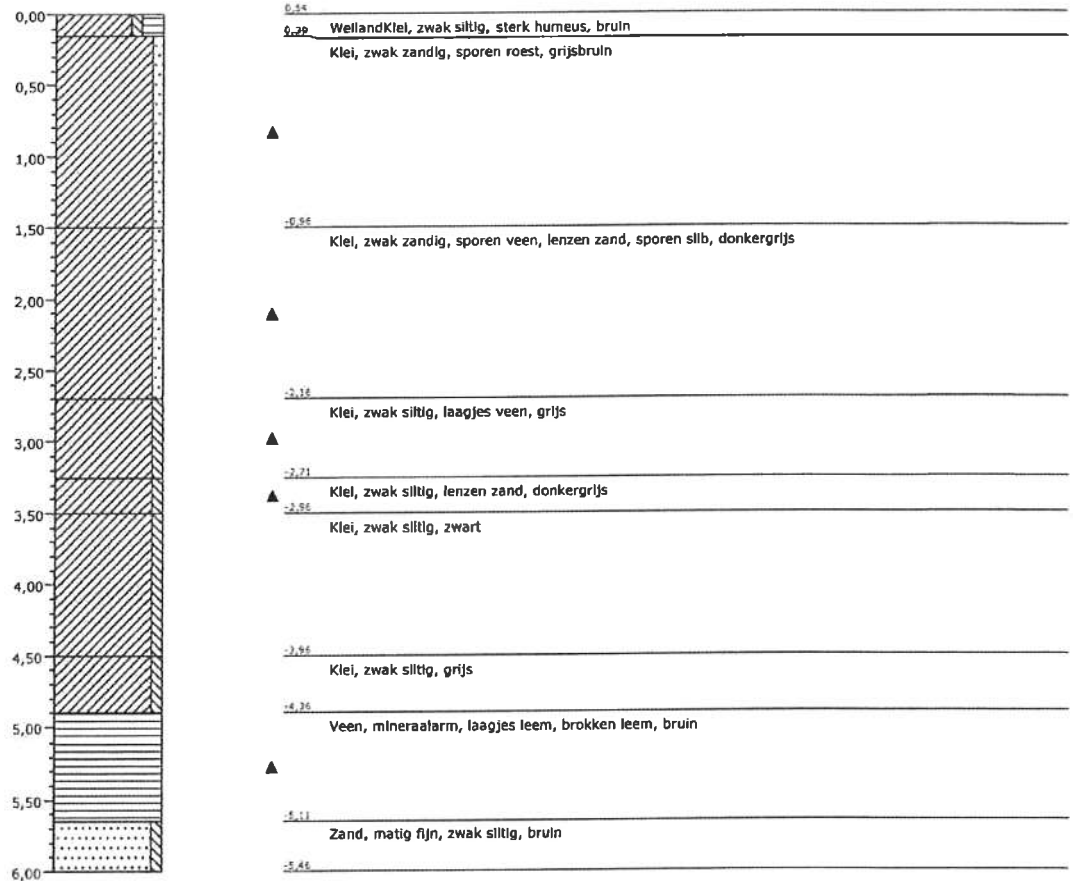 0,00
0,54
0,39
WeilandKlei, zwak siltig, sterk humeus, bruin
Klei, zwak zandig, sporen roest, grijsbruin
0,50
1,00
-0,96
1,50
Klei, zwak zandig, sporen veen, lenzen zand, sporen slib, donkergrijs
2,00
2,50
-2,16
Klei, zwak siltig, laagjes veen, grijs
3,00
-2,71
Klei, zwak siltig, lenzen zand, donkergrijs
-2,96
3,50
Klei, zwak siltig, zwart
4,00
-3,96
4,50
Klei, zwak siltig, grijs
-4,36
5,00
Veen, mineraalarm, laagjes leem, brokken leem, bruin
5,50
-5,11
Zand, matig fijn, zwak siltig, bruin
-5,46
6,00